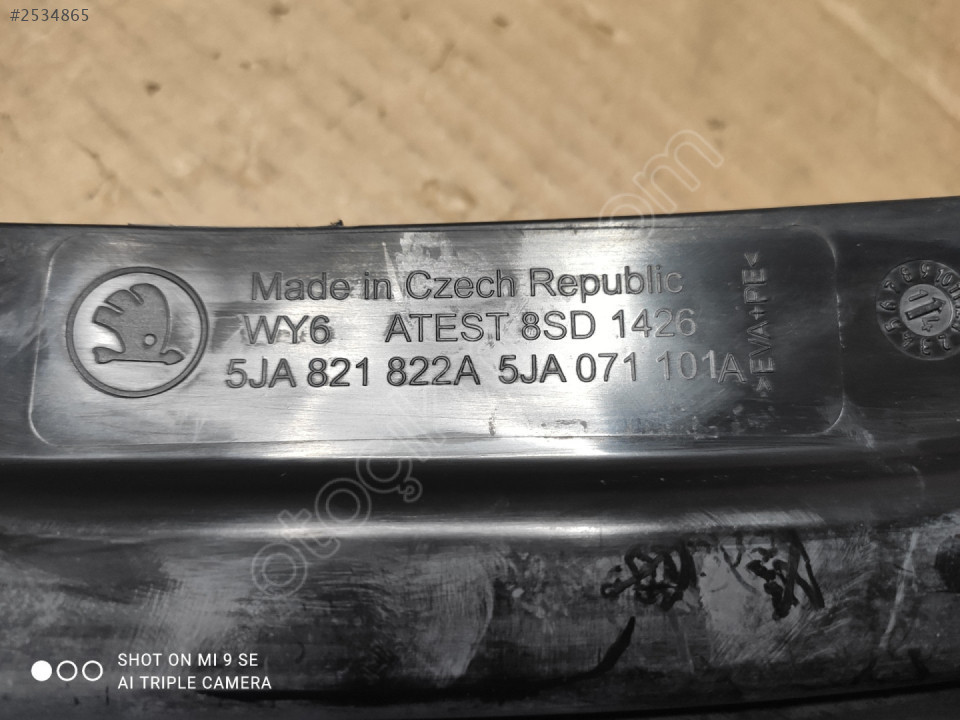 #2534865
Made in Czech Republic
WY6 ATEST 8SD 1426
5JA 821 822A 5JA 071 101A
>EVA+PE<
SHOT ON MI 9 SE
AI TRIPLE CAMERA